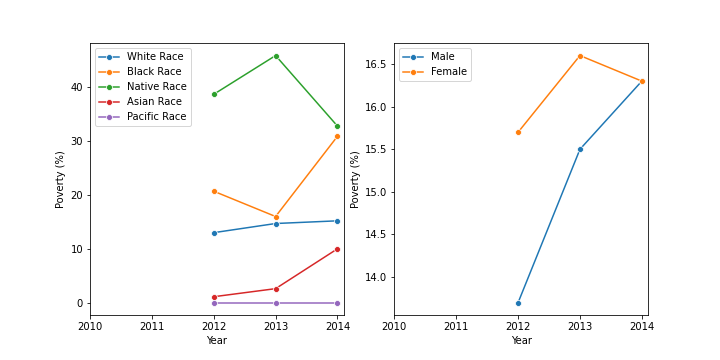 White Race
Black Race
Native Race
Asian Race
Pacific Race
Poverty (%)
40
30
20
10
0
2010 2011 2012 2013 2014
Year
Male
Female
Poverty (%)
16.5
16.0
15.5
15.0
14.5
14.0
2010 2011 2012 2013 2014
Year